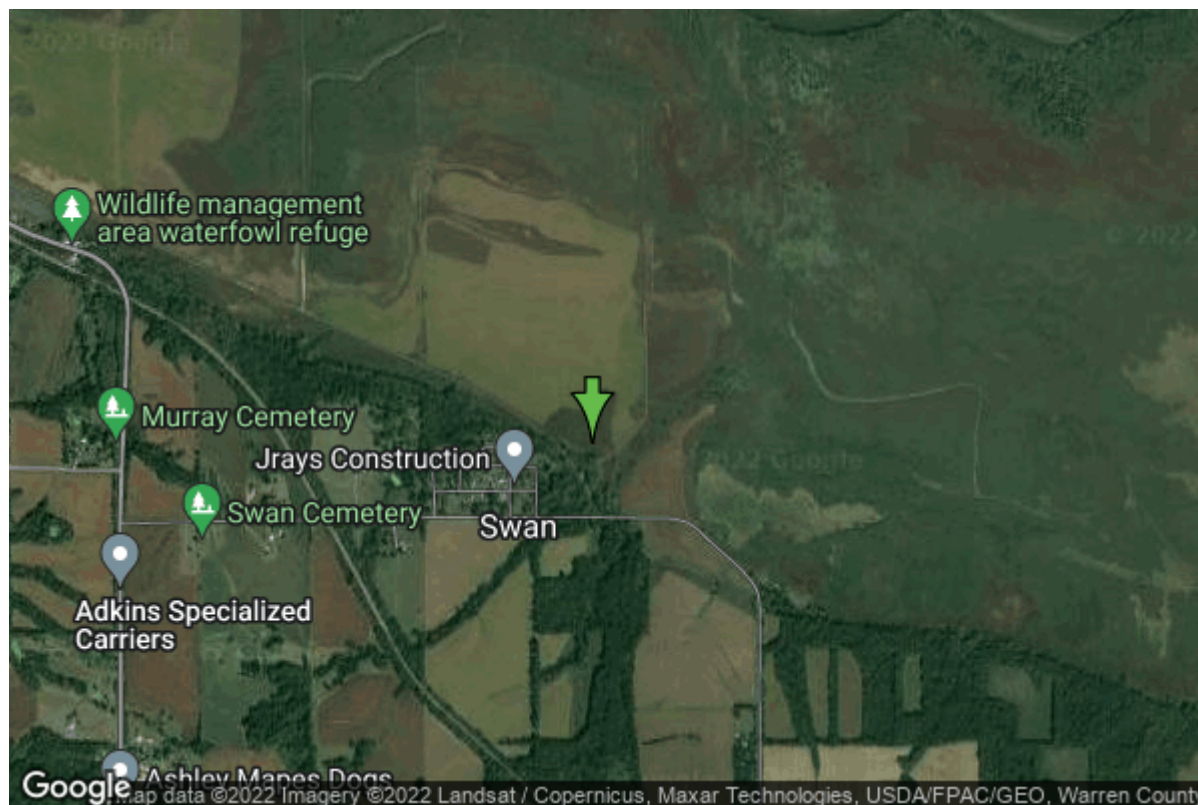 2022 Google
Wildlife management
area waterfowl refuge
© 2022
Murray Cemetery
Jrays Construction
2022 Google
Swan Cemetery
Swan
Adkins Specialized
Carriers
Ashley Manes Dogs
Google
Map data ©2022 Imagery ©2022 Landsat / Copernicus, Maxar Technologies, USDA/FPAC/GEO, Warren Count